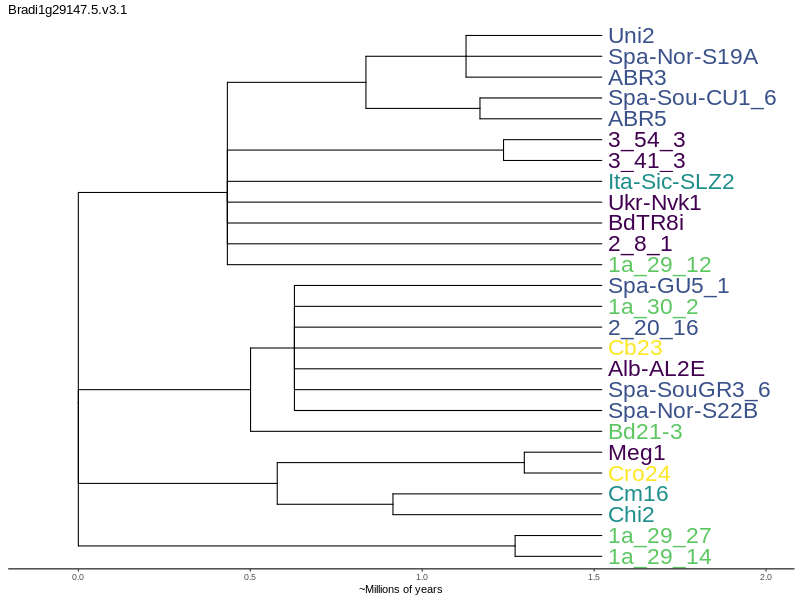 Bradi1g29147.5.v3.1
Uni2
Spa-Nor-S19A
ABR3
Spa-Sou-CU1_6
ABR5
3_54_3
3_41_3
Ita-Sic-SLZ2
Ukr-Nvk1
BdTR8i
2_8_1
1a_29_12
Spa-GU5_1
1a_30_2
2_20_16
Cb23
Alb-AL2E
Spa-SouGR3_6
Spa-Nor-S22B
Bd21-3
Meg1
Cro24
Cm16
Chi2
1a_29_27
1a_29_14
0.0 0.5 1.0 1.5 2.0
~Millions of years